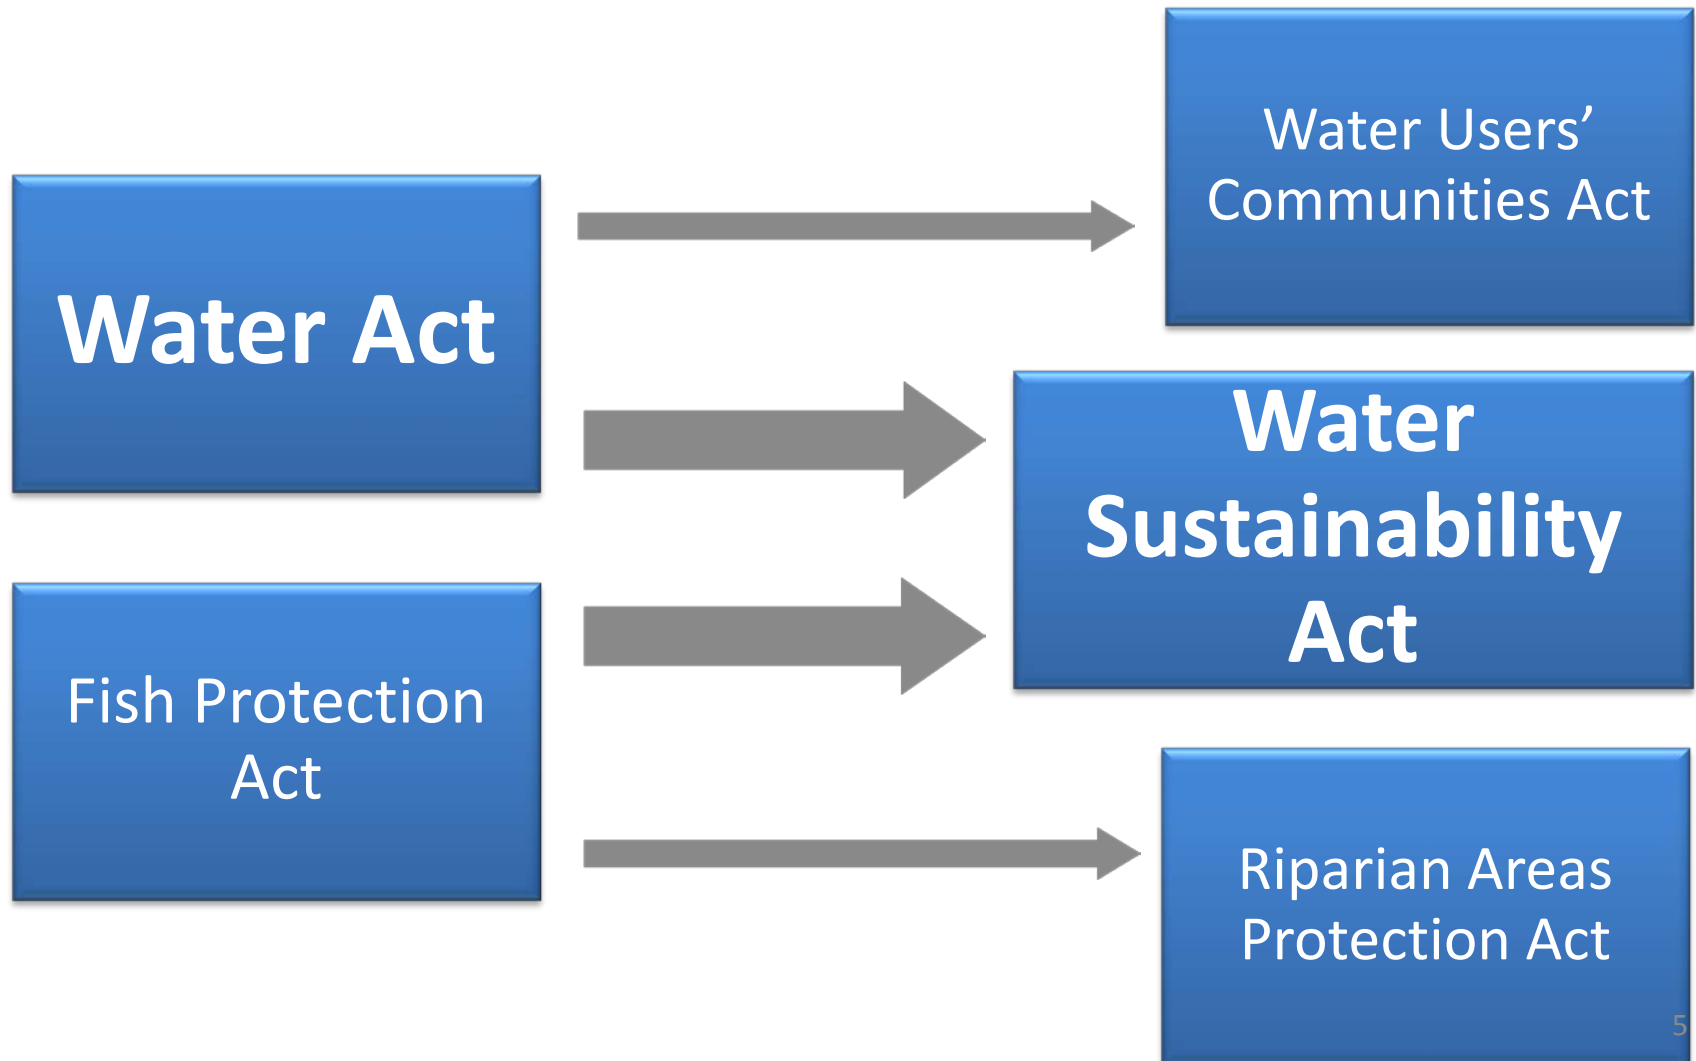 Water Users’
Communities Act
Water Act
Water
Sustainability
Act
Fish Protection
Act
Riparian Areas
Protection Act
5